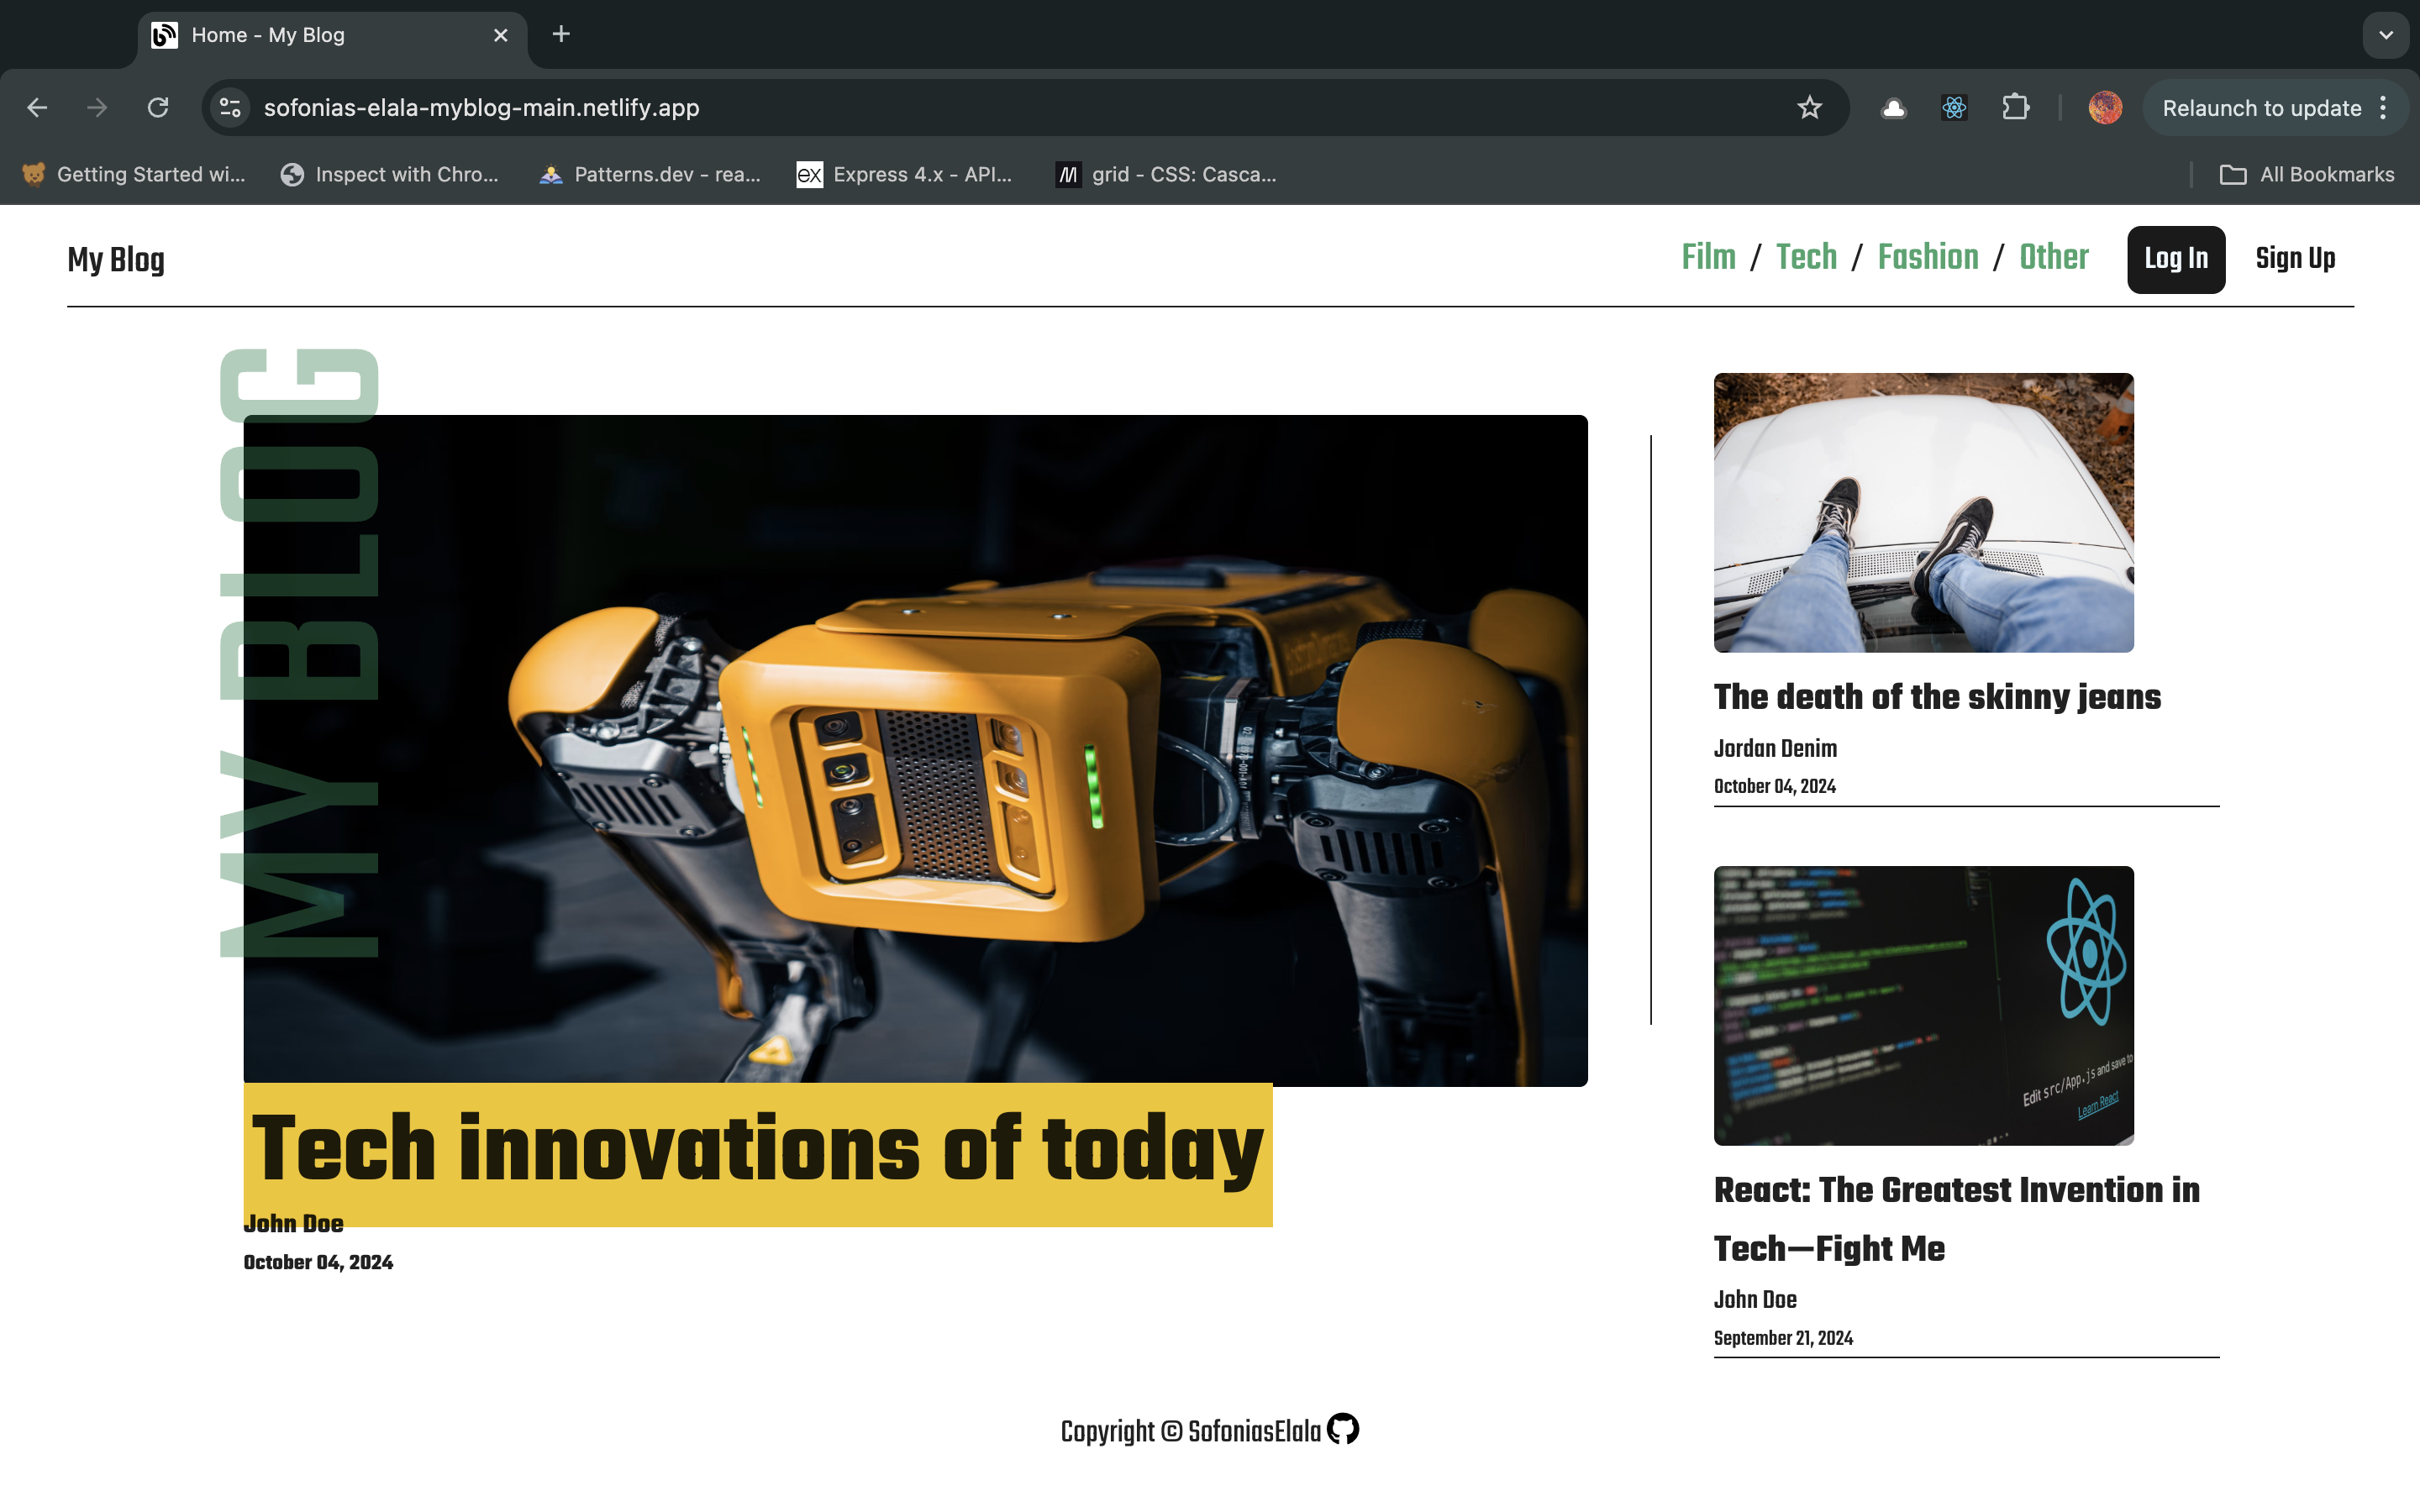 Home - My Blog
sofonias-elala-myblog-main.netlify.app
Relaunch to update
Getting Started wi...
Inspect with Chro...
Patterns.dev - rea...
ex
Express 4.x - API...
grid - CSS: Casca...
All Bookmarks
My Blog
Film / Tech / Fashion / Other
Log In
Sign Up
MY BLOG
Tech innovations of today
John Doe
October 04, 2024
The death of the skinny jeans
Jordan Denim
October 04, 2024
Edit src/App.js and save to
Learn React
React: The Greatest Invention in
Tech—Fight Me
John Doe
September 21, 2024
Copyright © SofoniasElala